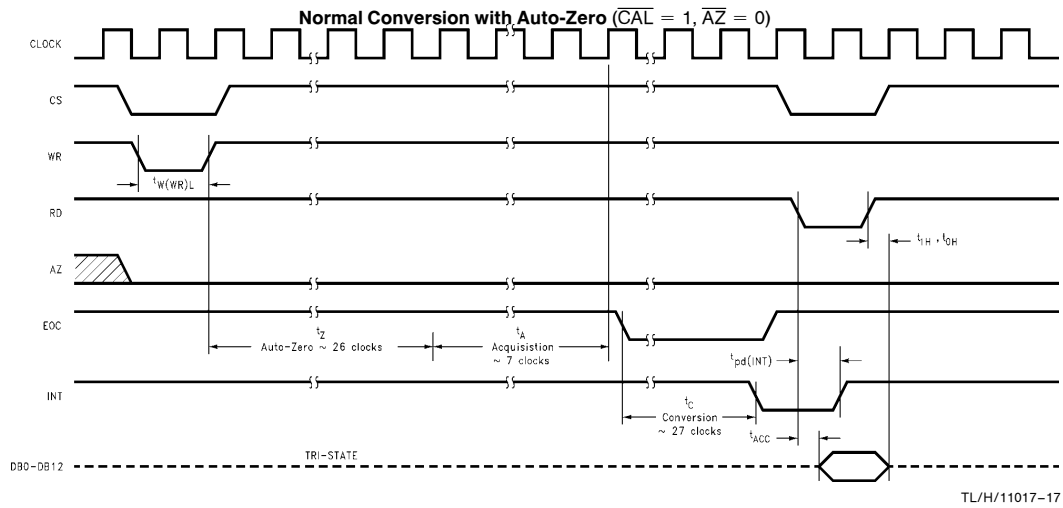 Normal Conversion with Auto-Zero (CAL = 1, AZ = 0)
CLOCK
CS
WR
tW(WR)L
RD
t1H , t0H
AZ
EOC
tZ
Auto-Zero ~ 26 clocks
tA
Acquisistion
~ 7 clocks
tpd(INT)
INT
tC
Conversion
~ 27 clocks
tACC
DB0-DB12
TRI-STATE
TL/H/11017–17